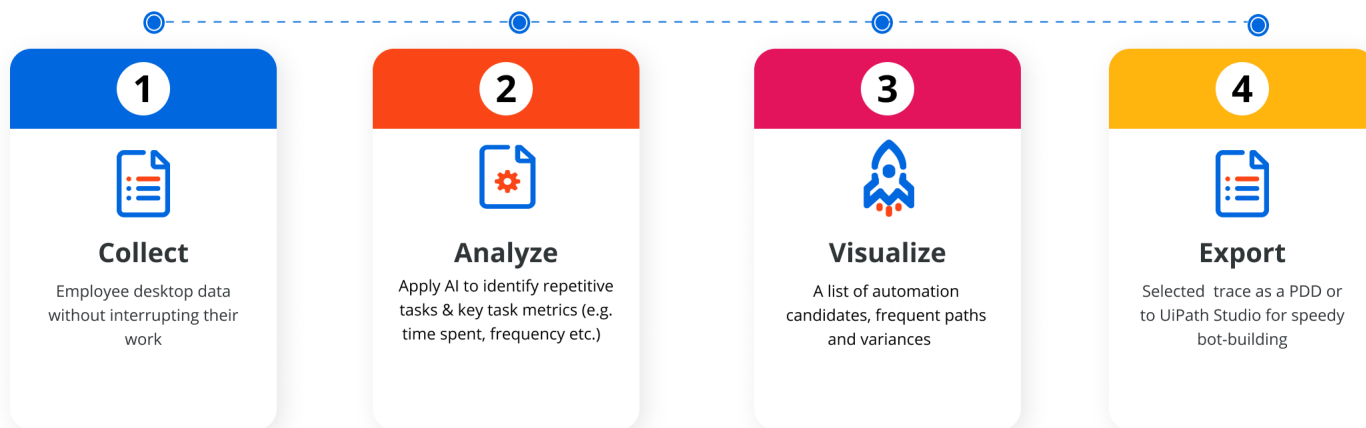 1
Collect
Employee desktop data
without interrupting their
work
2
Analyze
Apply AI to identify repetitive
tasks & key task metrics (e.g.
time spent, frequency etc.)
3
Visualize
A list of automation
candidates, frequent paths
and variances
4
Export
Selected  trace as a PDD or
to UiPath Studio for speedy
bot-building